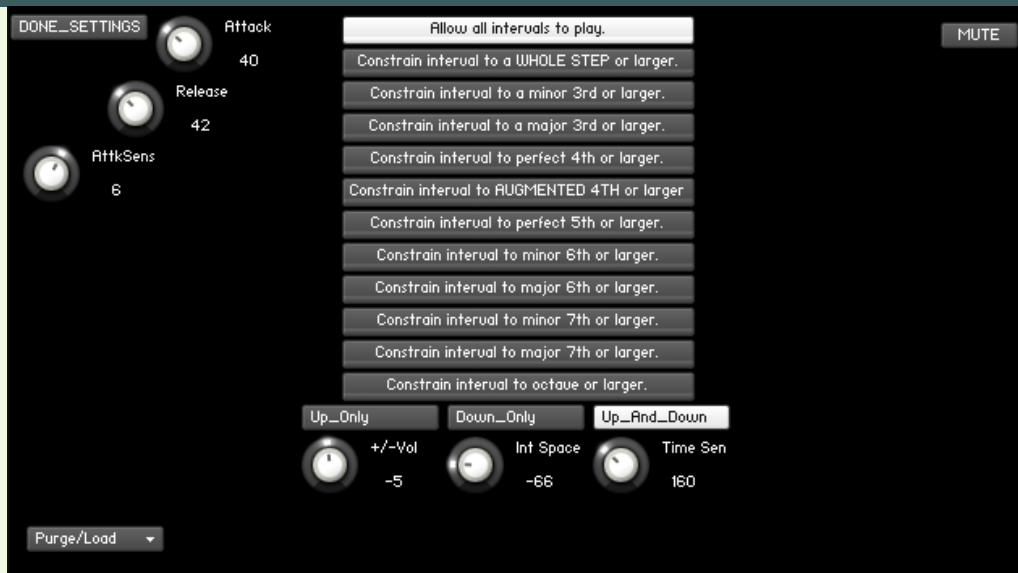 DONE_SETTINGS
Attack
40
Release
42
AttkSens
6
Allow all intervals to play.
Constrain interval to a WHOLE STEP or larger.
Constrain interval to a minor 3rd or larger.
Constrain interval to a major 3rd or larger.
Constrain interval to perfect 4th or larger.
Constrain interval to AUGMENTED 4TH or larger
Constrain interval to perfect 5th or larger.
Constrain interval to minor 6th or larger.
Constrain interval to major 6th or larger.
Constrain interval to minor 7th or larger.
Constrain interval to major 7th or larger.
Constrain interval to octave or larger.
MUTE
Up_Only
Down_Only
Up_And_Down
+/-Vol
-5
Int Space
-66
Time Sen
160
Purge/Load